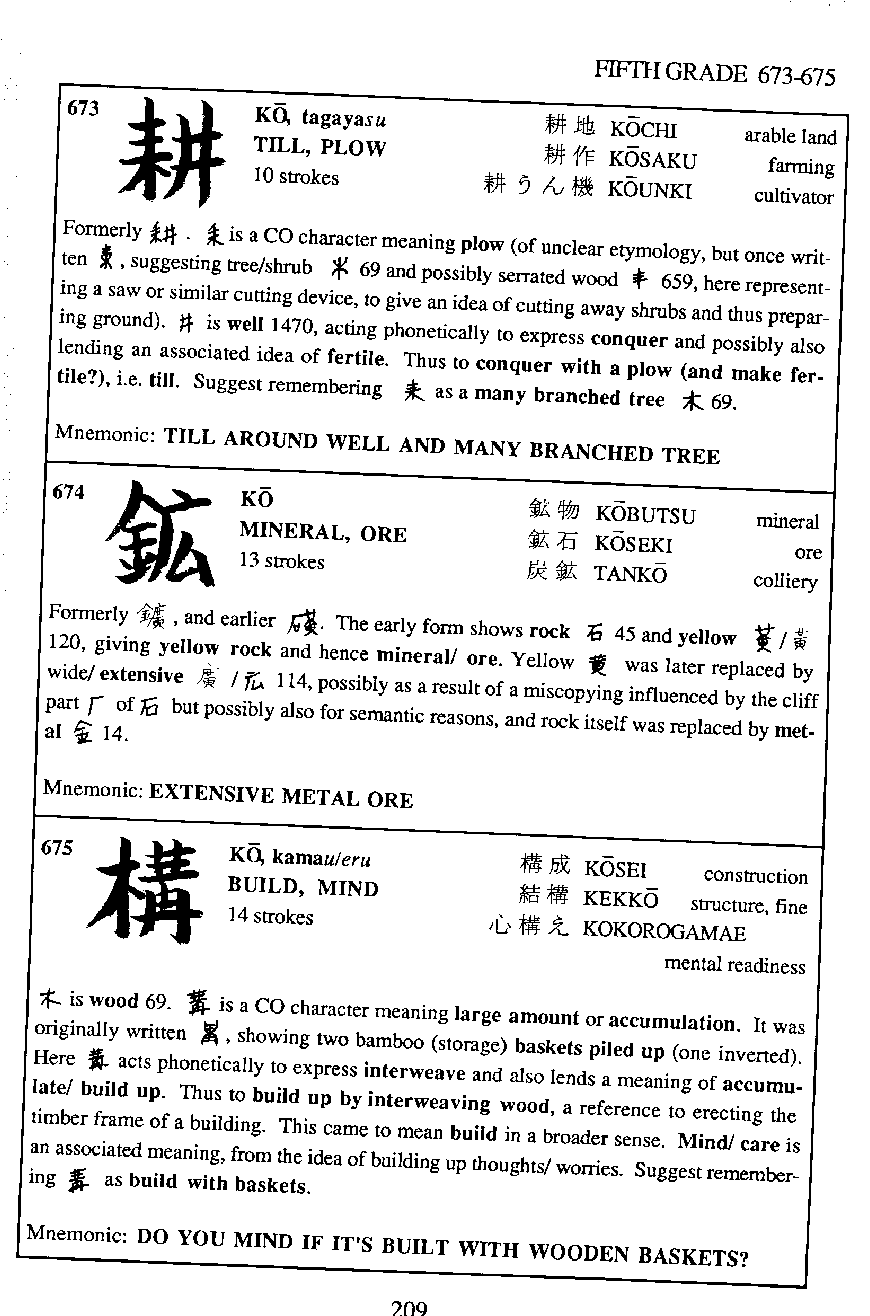 FIFTH GRADE 673-675
673 耕 KŌ, tagayasu 耕地 KŌCHI arable land
TILL, PLOW 耕作 KŌSAKU farming
10 strokes 耕うん機 KŌUNKI cultivator
Formerly 畊 . 耒 is a CO character meaning plow (of unclear etymology, but once writ-
ten , suggesting tree/shrub 69 and possibly serrated wood 659, here represent-
ing a saw or similar cutting device, to give an idea of cutting away shrubs and thus prepar-
ing ground). 井 is well 1470, acting phonetically to express conquer and possibly also
lending an associated idea of fertile. Thus to conquer with a plow (and make fer-
tile?), i.e. till. Suggest remembering 耒 as a many branched tree 木 69.
Mnemonic: TILL AROUND WELL AND MANY BRANCHED TREE
674 鉱 KŌ 鉱物 KŌBUTSU mineral
MINERAL, ORE 鉱石 KŌSEKI ore
13 strokes 炭鉱 TANKŌ colliery
Formerly 鑛 , and earlier . The early form shows rock 石 45 and yellow 黄 / 黃
120, giving yellow rock and hence mineral/ ore. Yellow 黄 was later replaced by
wide/ extensive 廣 / 広 114, possibly as a result of a miscopying influenced by the cliff
part 厂 of 石 but possibly also for semantic reasons, and rock itself was replaced by met-
al 金 14.
Mnemonic: EXTENSIVE METAL ORE
675 構 KŌ, kamau/eru 構成 KŌSEI construction
BUILD, MIND 結構 KEKKŌ structure, fine
14 strokes 心構え KOKOROGAMAE
mental readiness
木 is wood 69. 冓 is a CO character meaning large amount or accumulation. It was
originally written , showing two bamboo (storage) baskets piled up (one inverted).
Here 冓 acts phonetically to express interweave and also lends a meaning of accumu-
late/ build up. Thus to build up by interweaving wood, a reference to erecting the
timber frame of a building. This came to mean build in a broader sense. Mind/ care is
an associated meaning, from the idea of building up thoughts/ worries. Suggest remember-
ing 冓 as build with baskets.
Mnemonic: DO YOU MIND IF IT'S BUILT WITH WOODEN BASKETS?
209